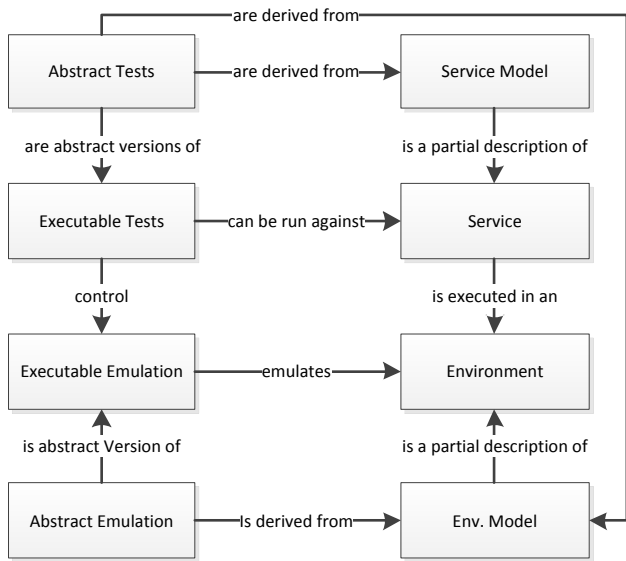 are derived from
Abstract Tests
are derived from
Service Model
are abstract versions of
is a partial description of
Executable Tests
can be run against
Service
control
is executed in an
Executable Emulation
emulates
Environment
is abstract Version of
is a partial description of
Abstract Emulation
Is derived from
Env. Model